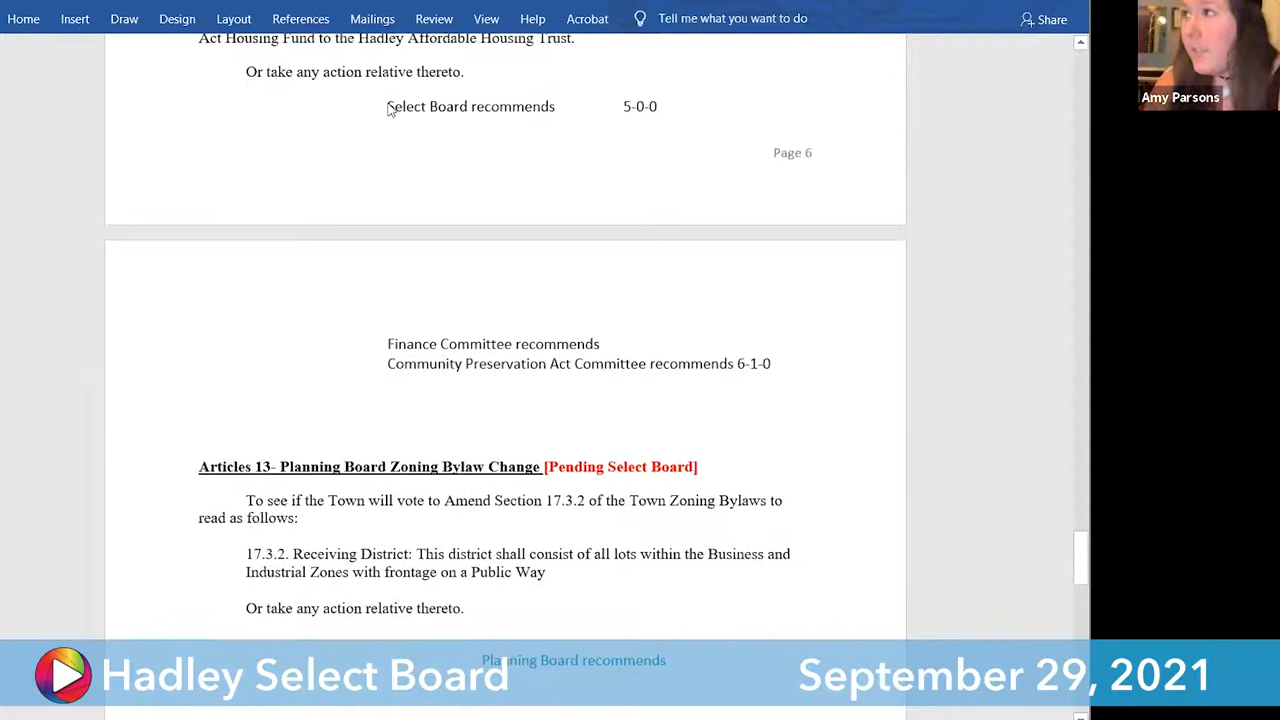 Home Insert Draw Design Layout References Mailings Review View Help Acrobat Tell me what you want to do Share
Act Housing Fund to the Hadley Affordable Housing Trust.
Or take any action relative thereto.
Select Board recommends 5-0-0
Page 6
Amy Parsons
Finance Committee recommends
Community Preservation Act Committee recommends 6-1-0
Articles 13- Planning Board Zoning Bylaw Change [Pending Select Board]
To see if the Town will vote to Amend Section 17.3.2 of the Town Zoning Bylaws to
read as follows:
17.3.2. Receiving District: This district shall consist of all lots within the Business and
Industrial Zones with frontage on a Public Way
Or take any action relative thereto.
Planning Board recommends
Hadley Select Board September 29, 2021